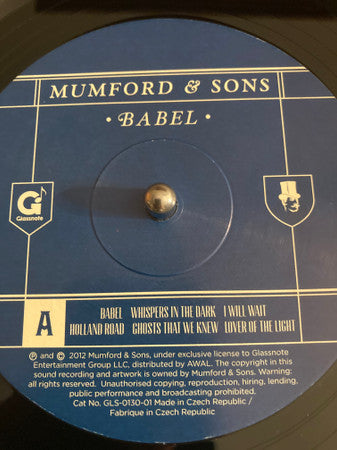 MUMFORD & SONS
• BABEL •
G
Glassnote
A
BABEL WHISPERS IN THE DARK I WILL WAIT
HOLLAND ROAD GHOSTS THAT WE KNEW LOVER OF THE LIGHT
℗ and © 2012 Mumford & Sons, under exclusive license to Glassnote
Entertainment Group LLC, distributed by AWAL. The copyright in this
sound recording and artwork is owned by Mumford & Sons. Warning:
all rights reserved. Unauthorised copying, reproduction, hiring, lending,
public performance and broadcasting prohibited.
Cat No. GLS-0130-01 Made in Czech Republic /
Fabrique in Czech Republic